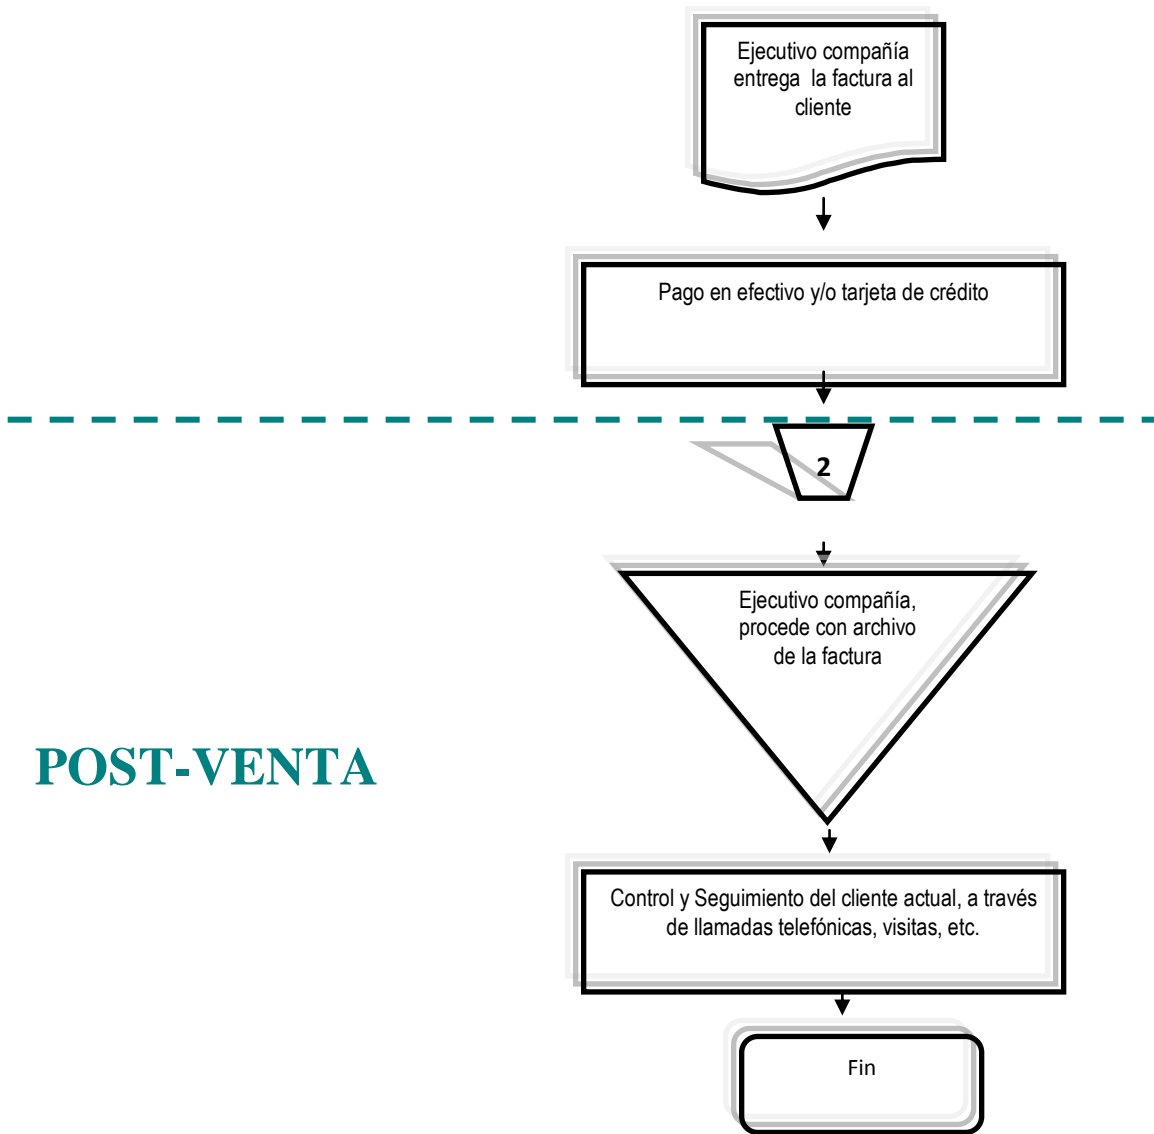 Ejecutivo compañía
entrega la factura al
cliente
Pago en efectivo y/o tarjeta de crédito
2
Ejecutivo compañía,
procede con archivo
de la factura
POST-VENTA
Control y Seguimiento del cliente actual, a través
de llamadas telefónicas, visitas, etc.
Fin